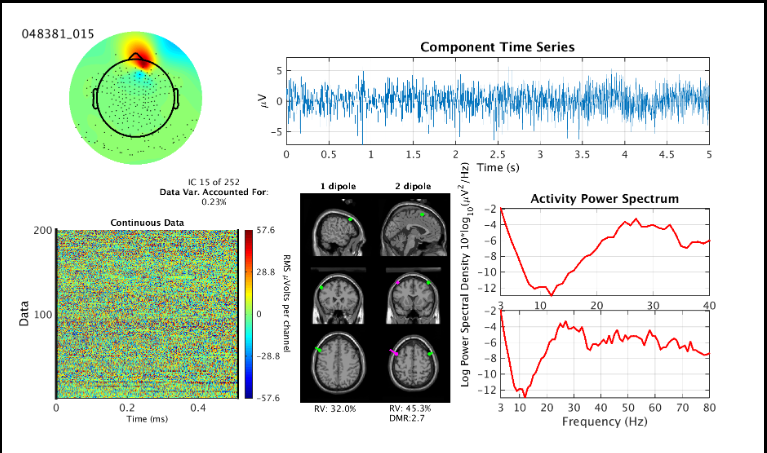 048381_015
IC 15 of 252
Data Var. Accounted For:
0.23%
Component Time Series
μV
5
0
-5
0 0.5 1 1.5 2 2.5 3 3.5 4 4.5 5
Time (s)
Continuous Data
Data
200
100
0 0.2 0.4
Time (ms)
57.6
28.8
0
-28.8
-57.6
RMS μVolts per channel
1 dipole 2 dipole
RV: 32.0% RV: 45.3%
DMR:2.7
Activity Power Spectrum
Log Power Spectral Density 10*log10(μV2/Hz)
-2
-4
-6
-8
-10
-12
3 10 20 30 40
-2
-4
-6
-8
-10
-12
3 10 20 30 40 50 60 70 80
Frequency (Hz)